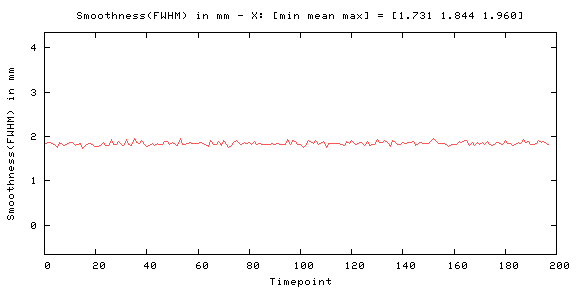 Smoothness(FWHM) in mm - X: [min mean max] = [1.731 1.844 1.960]
4
3
2
1
0
Smoothness(FWHM) in mm
0 20 40 60 80 100 120 140 160 180 200
Timepoint